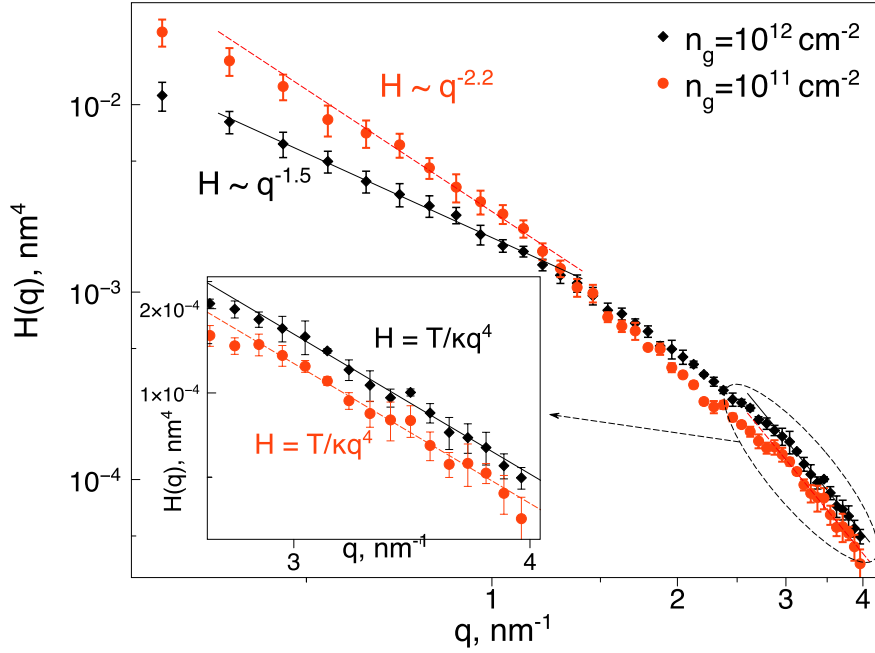 n_g=10^12 cm^-2
n_g=10^11 cm^-2
H ~ q^-2.2
H ~ q^-1.5
10^-2
10^-3
10^-4
H(q), nm^4
2×10^-4
1×10^-4
H(q), nm^4
H = T/κq^4
H = T/κq^4
3
4
q, nm^-1
1
2
3
4
q, nm^-1